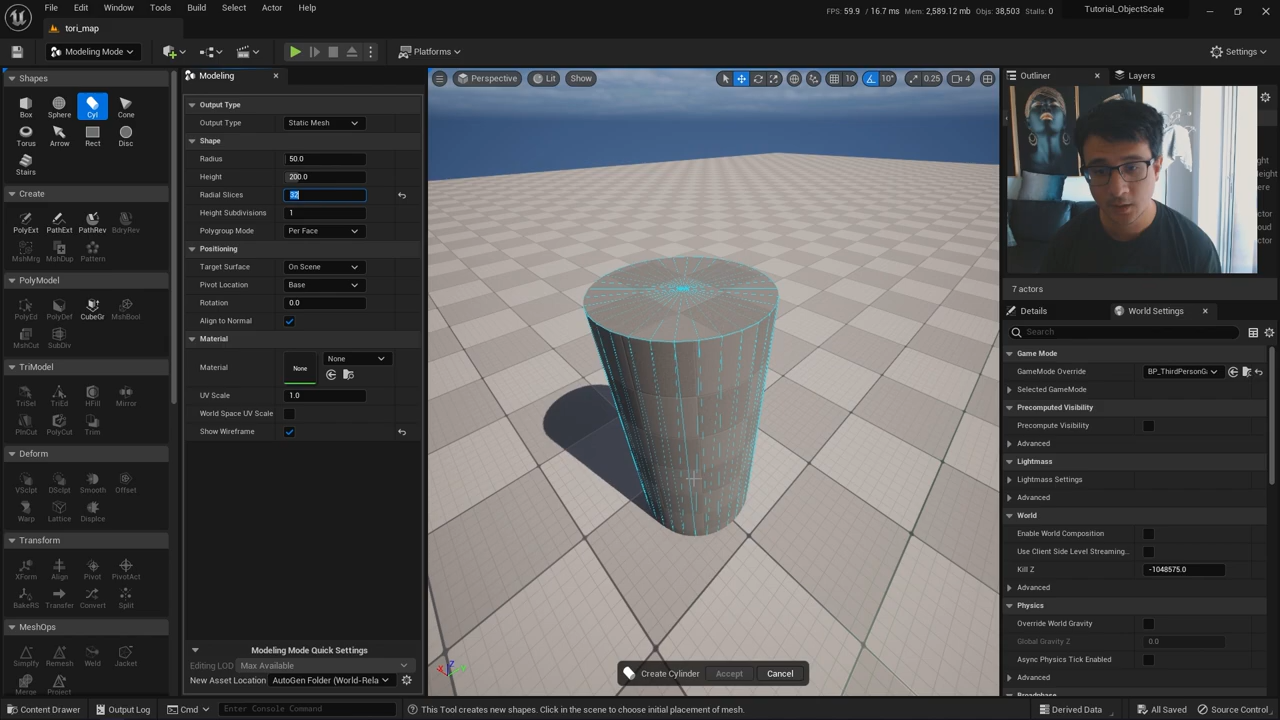 File Edit Window Tools Build Select Actor Help
FPS: 59.9 / 16.7 ms Mem: 2,589.12 mb Objs: 38,503 Stalls: 0
Tutorial_ObjectScale
tori_map
Modeling Mode
Platforms
Settings
Shapes
Box Sphere Cyl Cone
Torus Arrow Rect Disc
Stairs
Create
PolyExt PathExt PathRev BdryRev
MshMrg MshDup Pattern
PolyModel
PolyEd CubeGr MshBool
MshCut SubDiv
TriModel
TriSel TriEd HFill Mirror
PlnCut PolyCut Trim
Deform
VSclpt DSclpt Smooth Offset
Warp Lattice Displce
Transform
XForm Align Pivot PivotAct
BakeRS Transfer Convert Split
MeshOps
Simplfy Remesh Weld Jacket
Merge Project
Modeling
Output Type
Output Type Static Mesh
Shape
Radius 50.0
Height 200.0
Radial Slices 32
Height Subdivisions 1
Polygroup Mode Per Face
Positioning
Target Surface On Scene
Pivot Location Base
Rotation 0.0
Align to Normal
Material
Material None None
UV Scale 1.0
World Space UV Scale
Show Wireframe
Modeling Mode Quick Settings
Editing LOD Max Available
New Asset Location AutoGen Folder (World-Rela
Perspective Lit Show
10 10° 0.25 4
Create Cylinder Accept Cancel
Outliner Layers
7 actors
Details World Settings
Search
Game Mode
GameMode Override BP_ThirdPersonGa
Selected GameMode
Precomputed Visibility
Precompute Visibility
Advanced
Lightmass
Lightmass Settings
Advanced
World
Enable World Composition
Use Client Side Level Streaming...
Kill Z -1048575.0
Advanced
Physics
Override World Gravity
Global Gravity Z 0.0
Async Physics Tick Enabled
Advanced
Broadphase
Content Drawer Output Log Cmd Enter Console Command
This Tool creates new shapes. Click in the scene to choose initial placement of mesh.
Derived Data All Saved Source Control